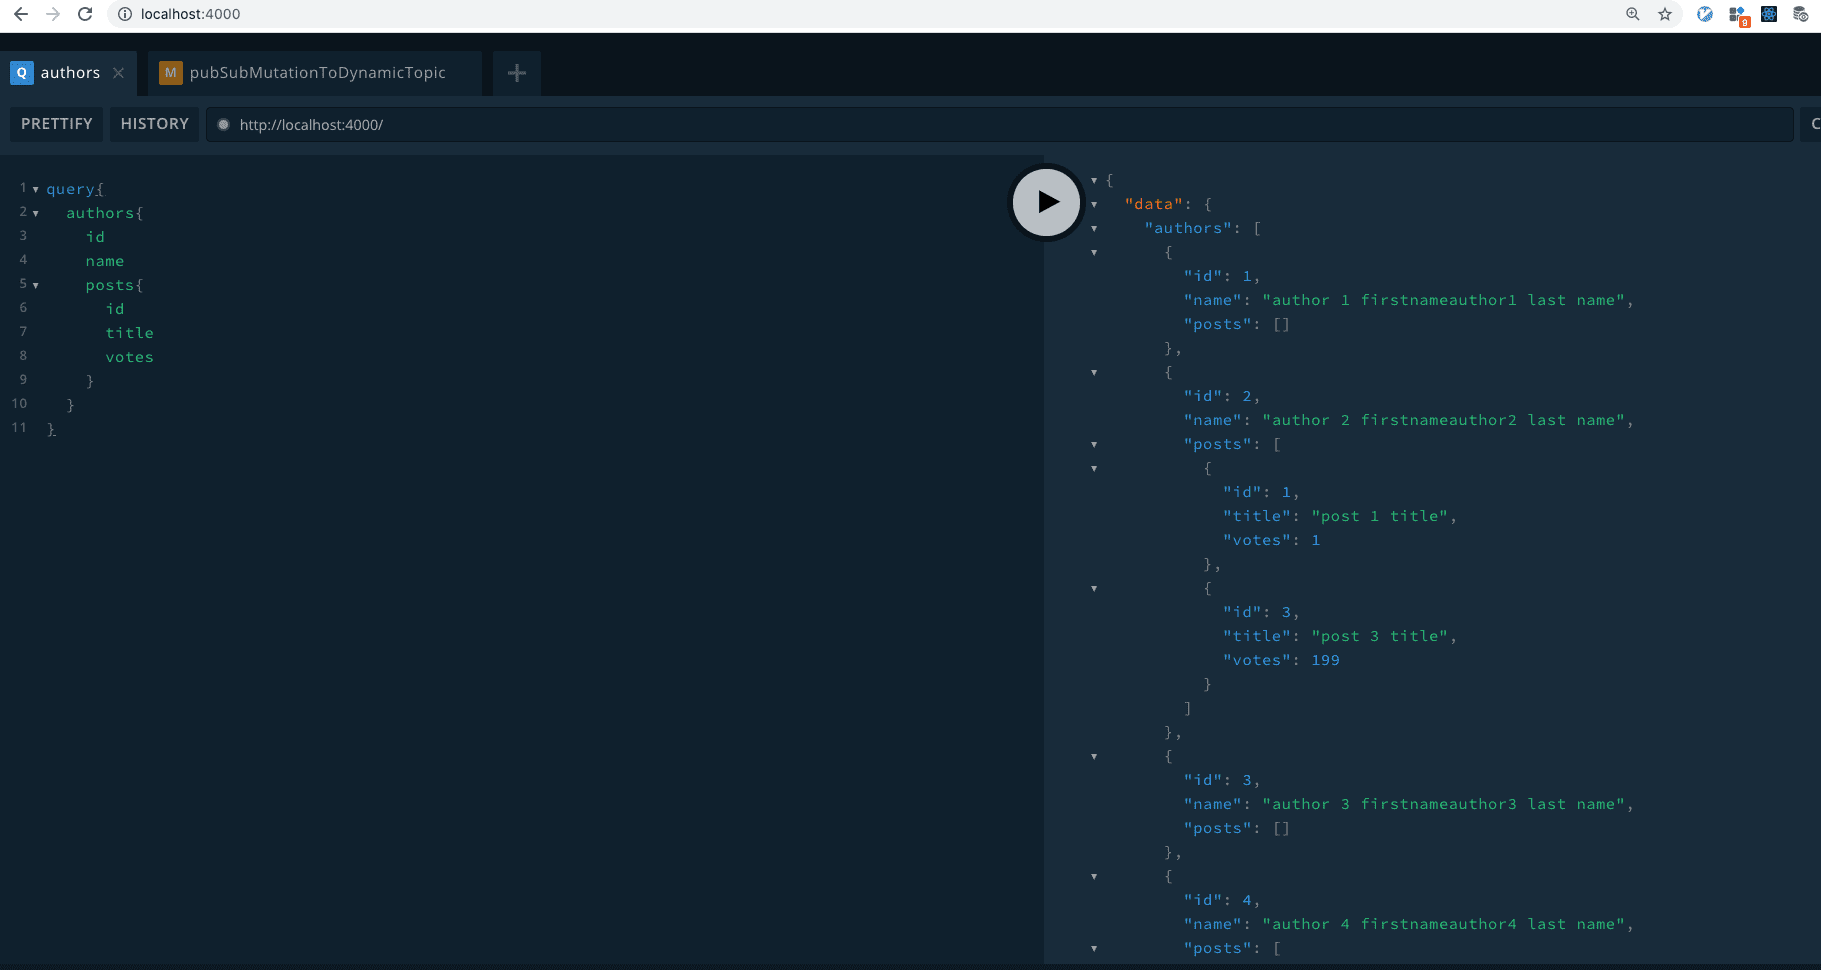 localhost:4000
9
Q authors
M pubSubMutationToDynamicTopic
PRETTIFY
HISTORY
http://localhost:4000/
C
1 query{
2 authors{
3 id
4 name
5 posts{
6 id
7 title
8 votes
9 }
10 }
11 }
{
"data": {
"authors": [
{
"id": 1,
"name": "author 1 firstnameauthor1 last name",
"posts": []
},
{
"id": 2,
"name": "author 2 firstnameauthor2 last name",
"posts": [
{
"id": 1,
"title": "post 1 title",
"votes": 1
},
{
"id": 3,
"title": "post 3 title",
"votes": 199
}
]
},
{
"id": 3,
"name": "author 3 firstnameauthor3 last name",
"posts": []
},
{
"id": 4,
"name": "author 4 firstnameauthor4 last name",
"posts": [